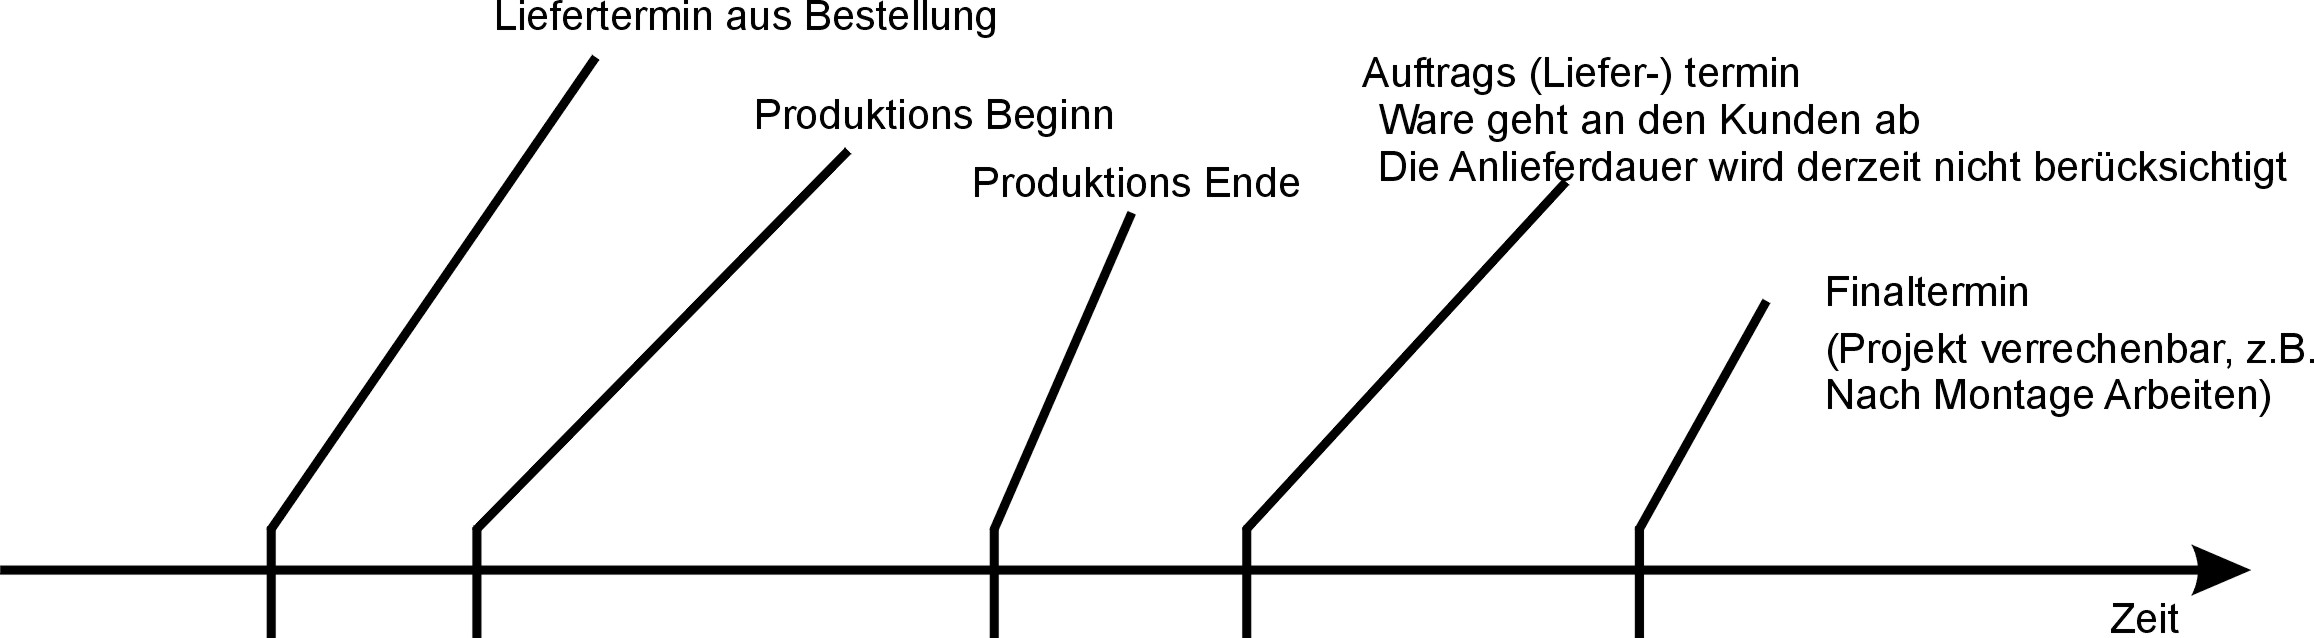 Liefertermin aus Bestellung
Produktions Beginn
Produktions Ende
Auftrags (Liefer-) termin
Ware geht an den Kunden ab
Die Anlieferdauer wird derzeit nicht berücksichtigt
Finaltermin
(Projekt verrechenbar, z.B.
Nach Montage Arbeiten)
Zeit